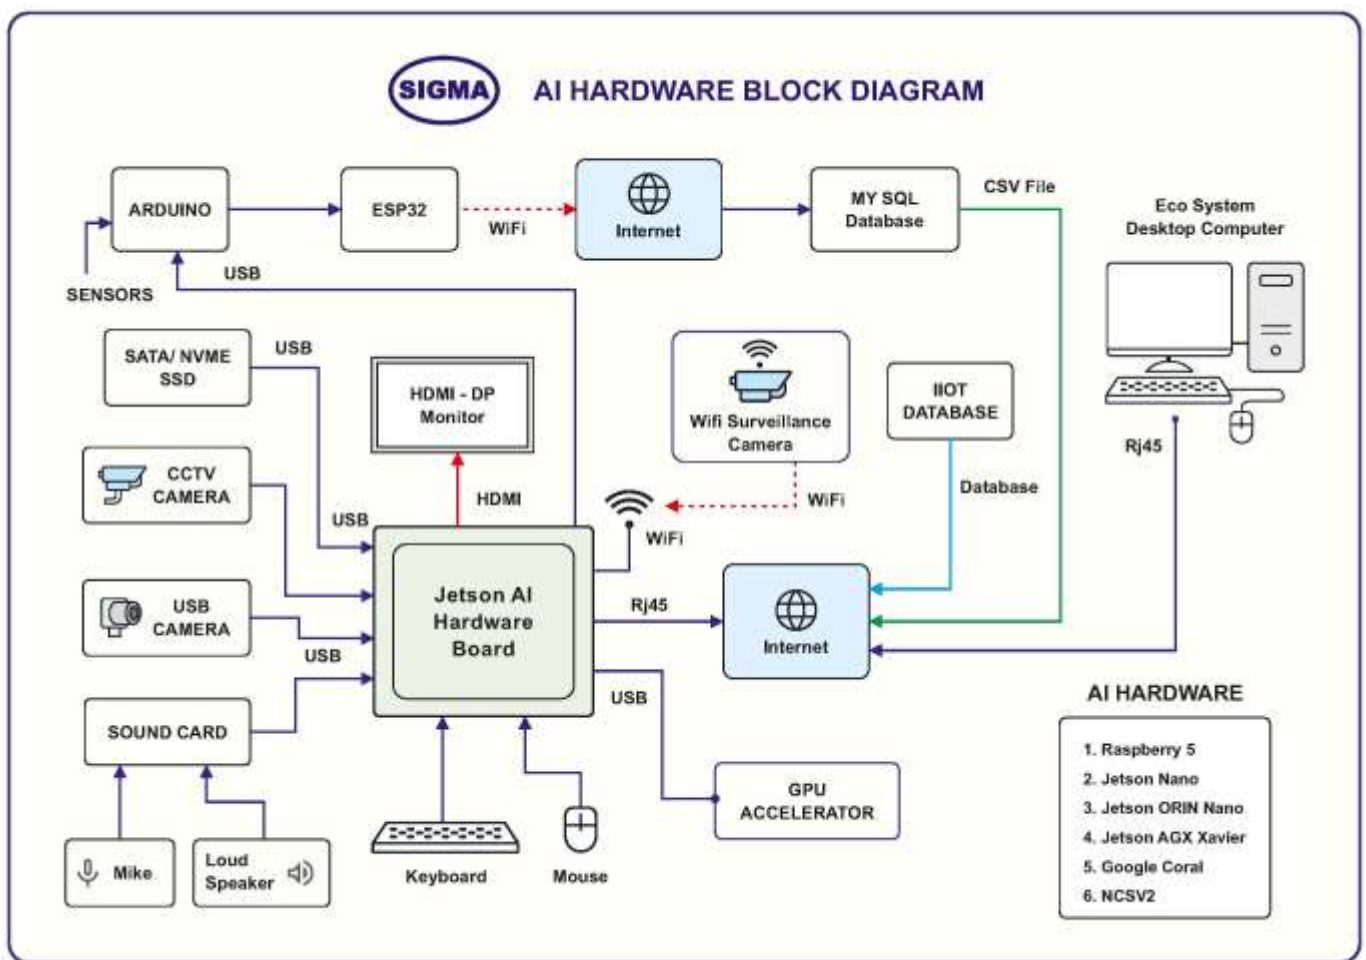 SIGMA
AI HARDWARE BLOCK DIAGRAM
ARDUINO
ESP32
WiFi
Internet
MY SQL
Database
CSV File
Eco System
Desktop Computer
SENSORS
USB
SATA/ NVME
SSD
USB
HDMI - DP
Monitor
Wifi Surveillance
Camera
IIOT
DATABASE
Rj45
CCTV
CAMERA
HDMI
USB
WiFi
WiFi
Database
Jetson AI
Hardware
Board
Rj45
Internet
USB
CAMERA
USB
USB
SOUND CARD
GPU
ACCELERATOR
Mike
Loud
Speaker
Keyboard
Mouse
AI HARDWARE
1. Raspberry 5
2. Jetson Nano
3. Jetson ORIN Nano
4. Jetson AGX Xavier
5. Google Coral
6. NCSV2